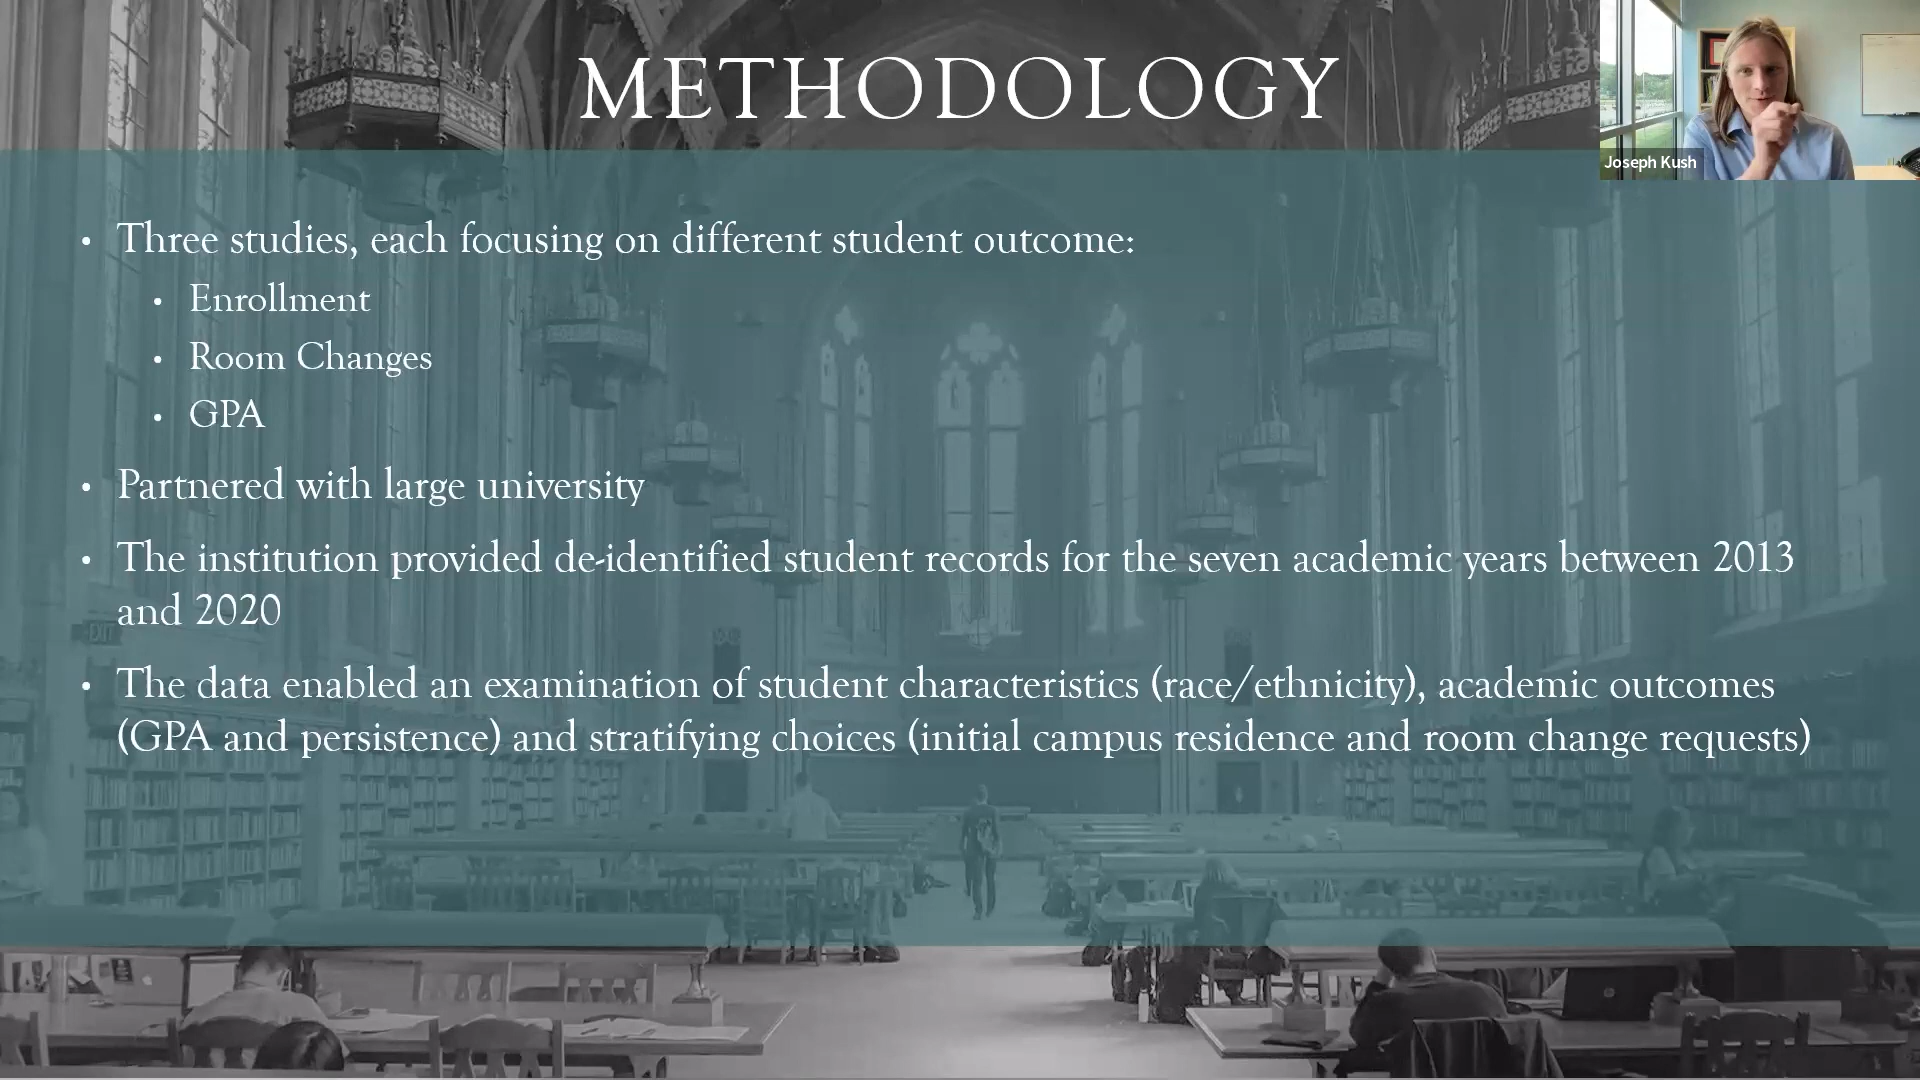 METHODOLOGY
Joseph Kush
• Three studies, each focusing on different student outcome:
• Enrollment
• Room Changes
• GPA
• Partnered with large university
• The institution provided de-identified student records for the seven academic years between 2013
and 2020
• The data enabled an examination of student characteristics (race/ethnicity), academic outcomes
(GPA and persistence) and stratifying choices (initial campus residence and room change requests)
EXIT